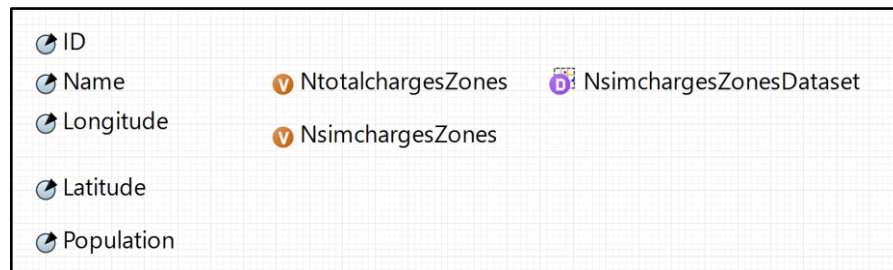 ID
Name NtotalchargesZones NsimchargesZonesDataset
Longitude
NsimchargesZones
Latitude
Population